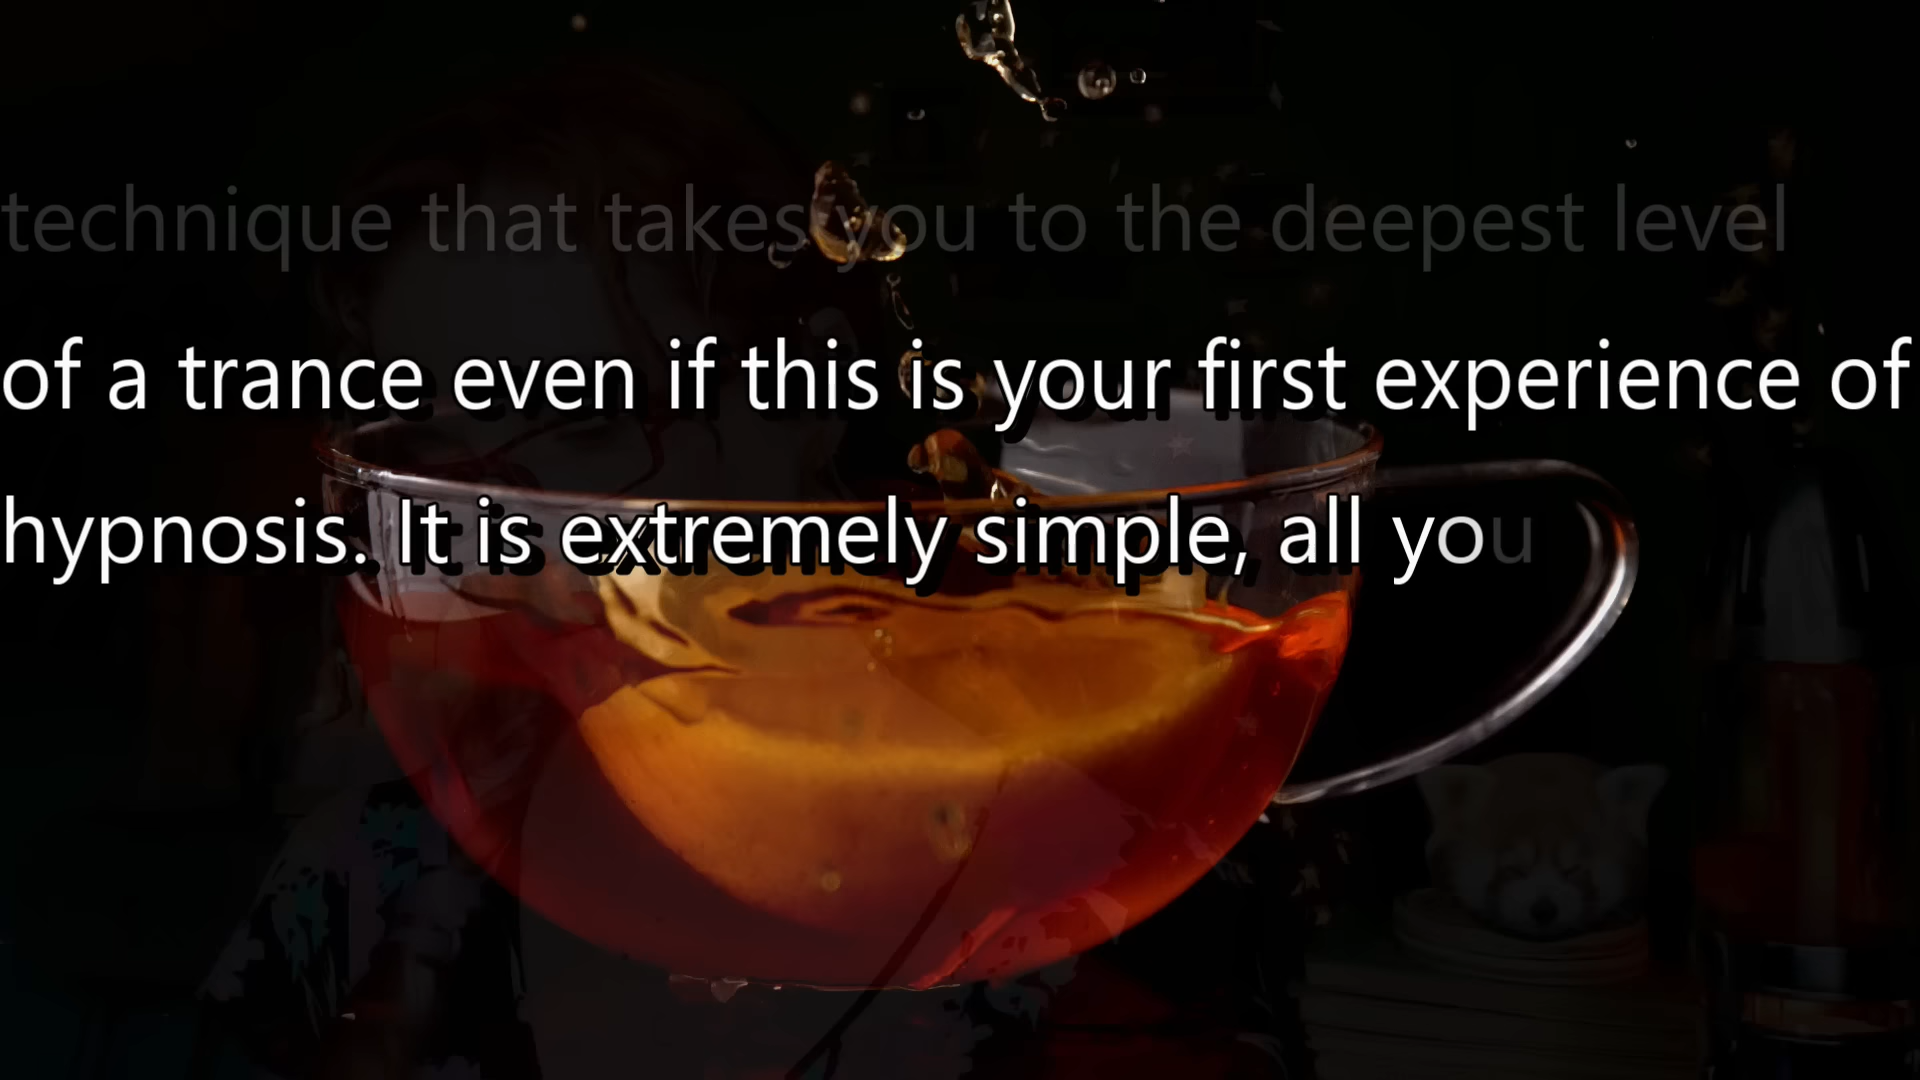 technique that takes you to the deepest level
of a trance even if this is your first experience of
hypnosis. It is extremely simple, all you